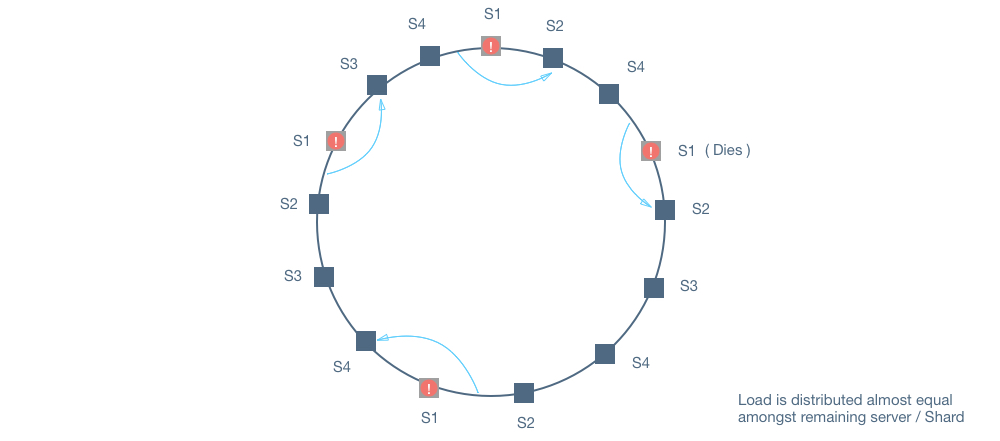 S1
S4
S2
S3
S4
S1
S1 ( Dies )
S2
S2
S3
S3
S4
S4
S1
S2
Load is distributed almost equal
amongst remaining server / Shard